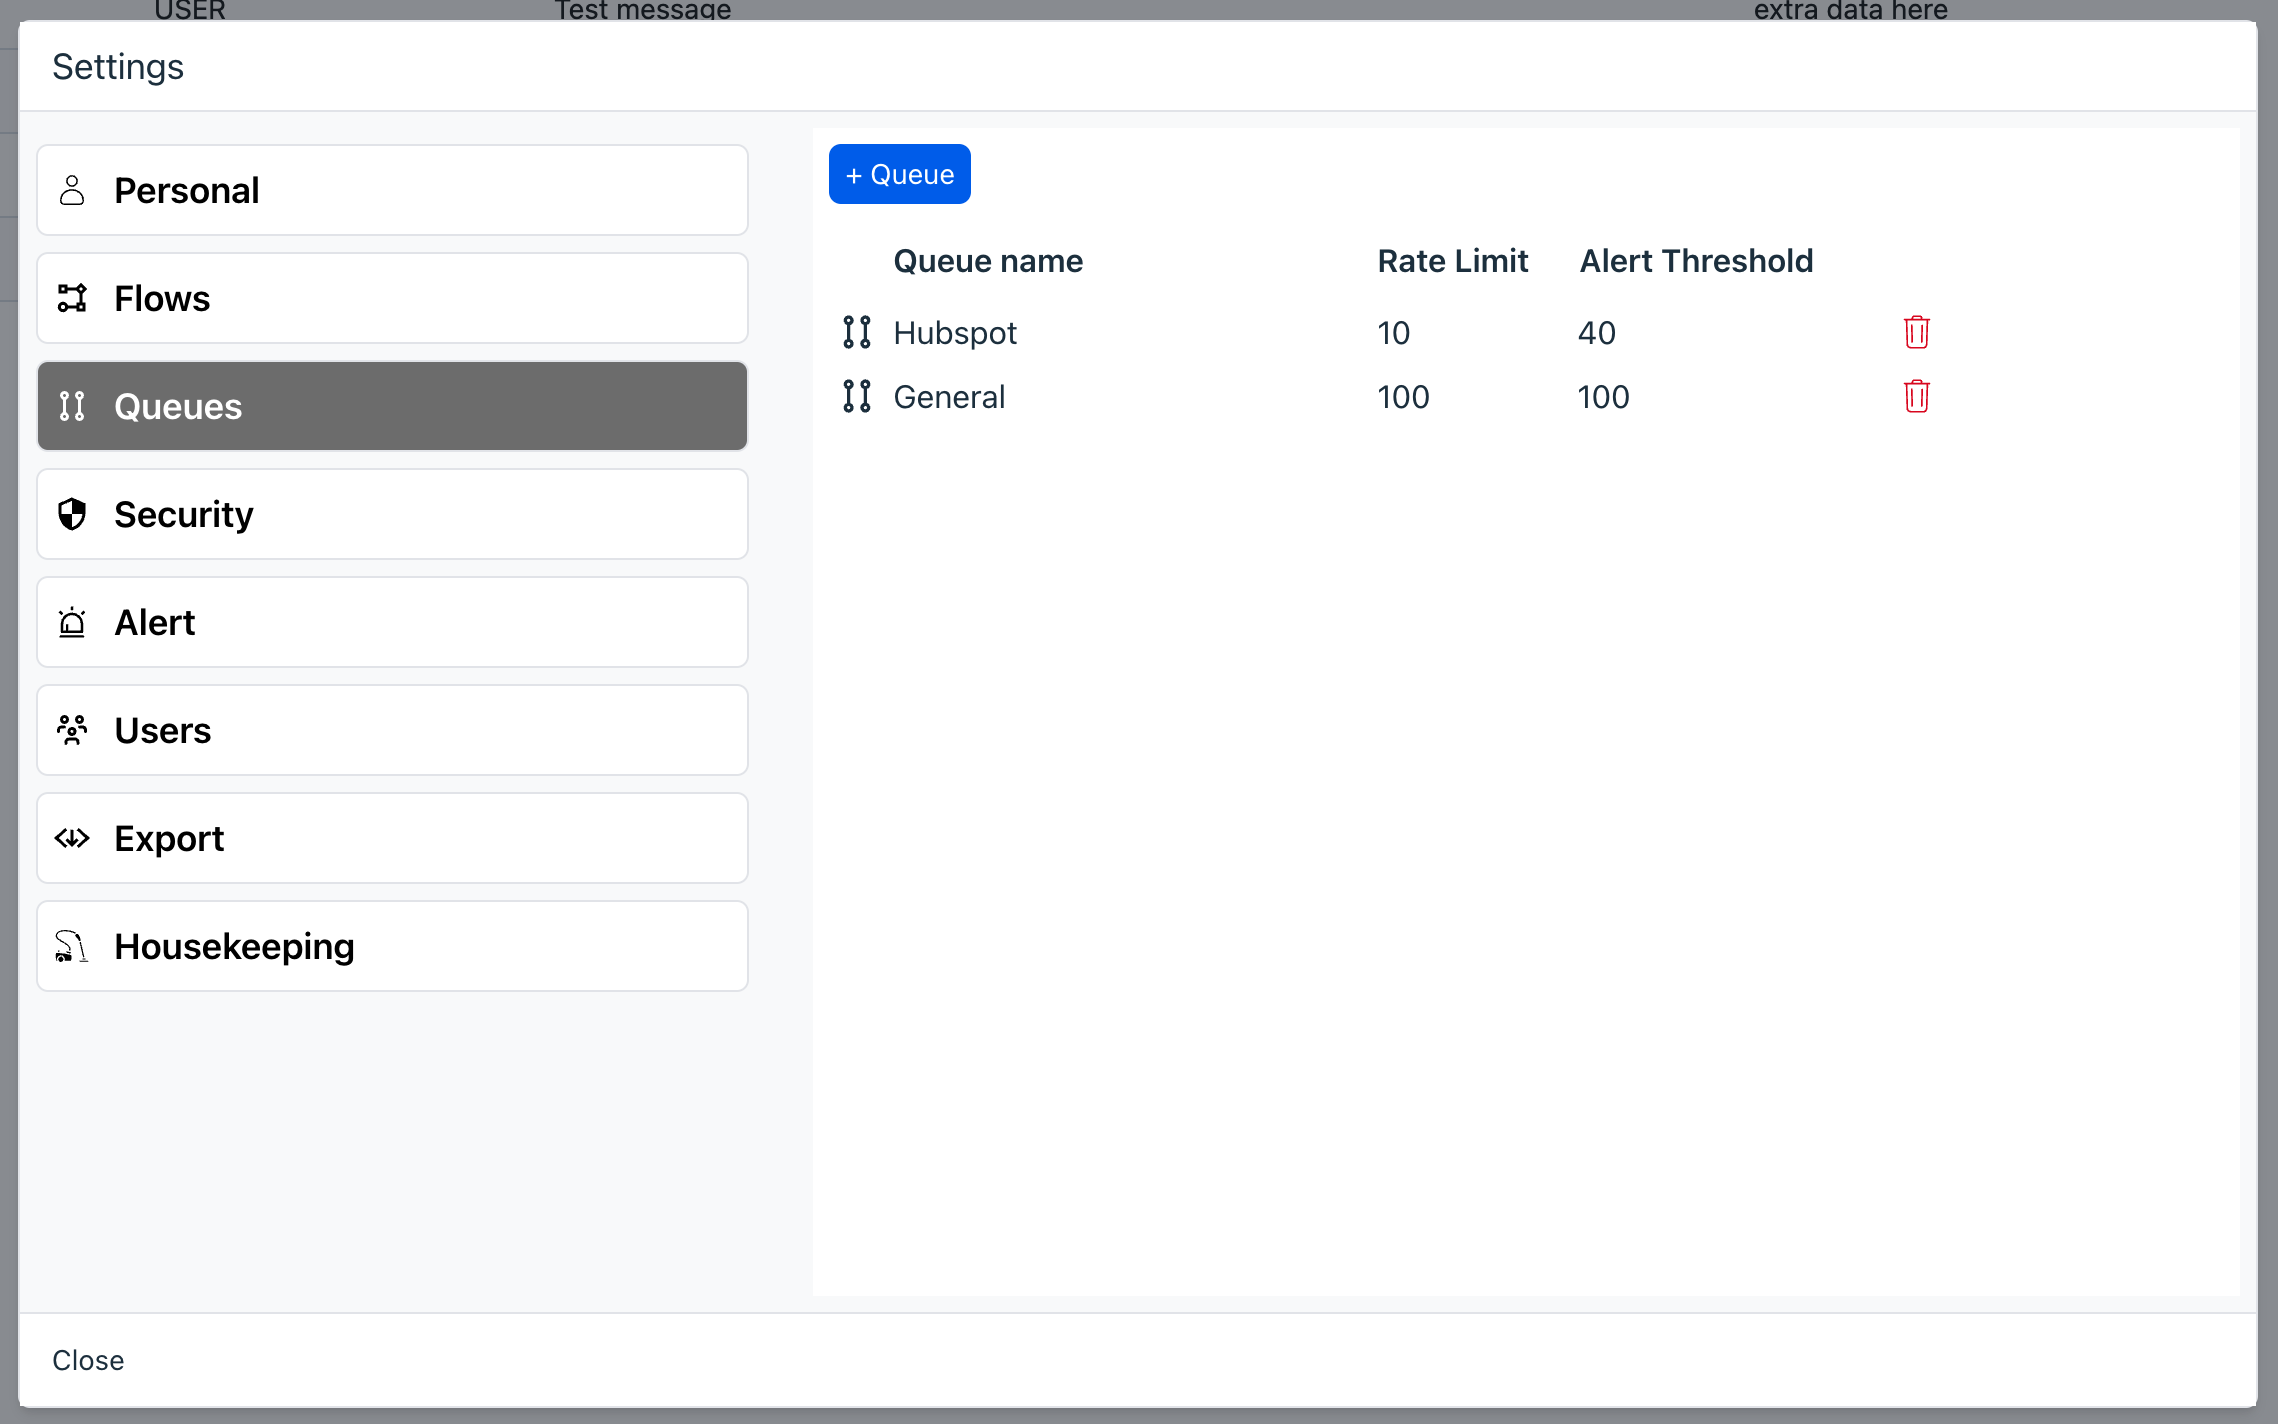 USER Test message extra data here
Settings
Personal
Flows
Queues
Security
Alert
Users
Export
Housekeeping
+ Queue
Queue name Rate Limit Alert Threshold
Hubspot 10 40
General 100 100
Close